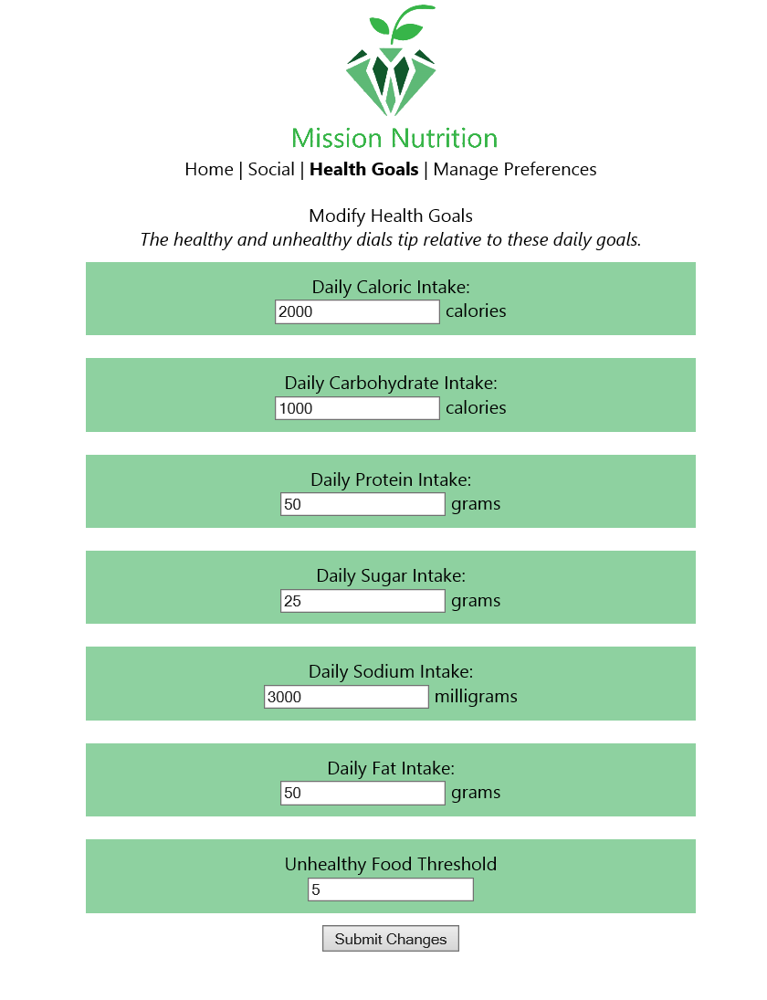 Mission Nutrition
Home | Social | Health Goals | Manage Preferences
Modify Health Goals
The healthy and unhealthy dials tip relative to these daily goals.
Daily Caloric Intake:
2000 calories
Daily Carbohydrate Intake:
1000 calories
Daily Protein Intake:
50 grams
Daily Sugar Intake:
25 grams
Daily Sodium Intake:
3000 milligrams
Daily Fat Intake:
50 grams
Unhealthy Food Threshold
5
Submit Changes